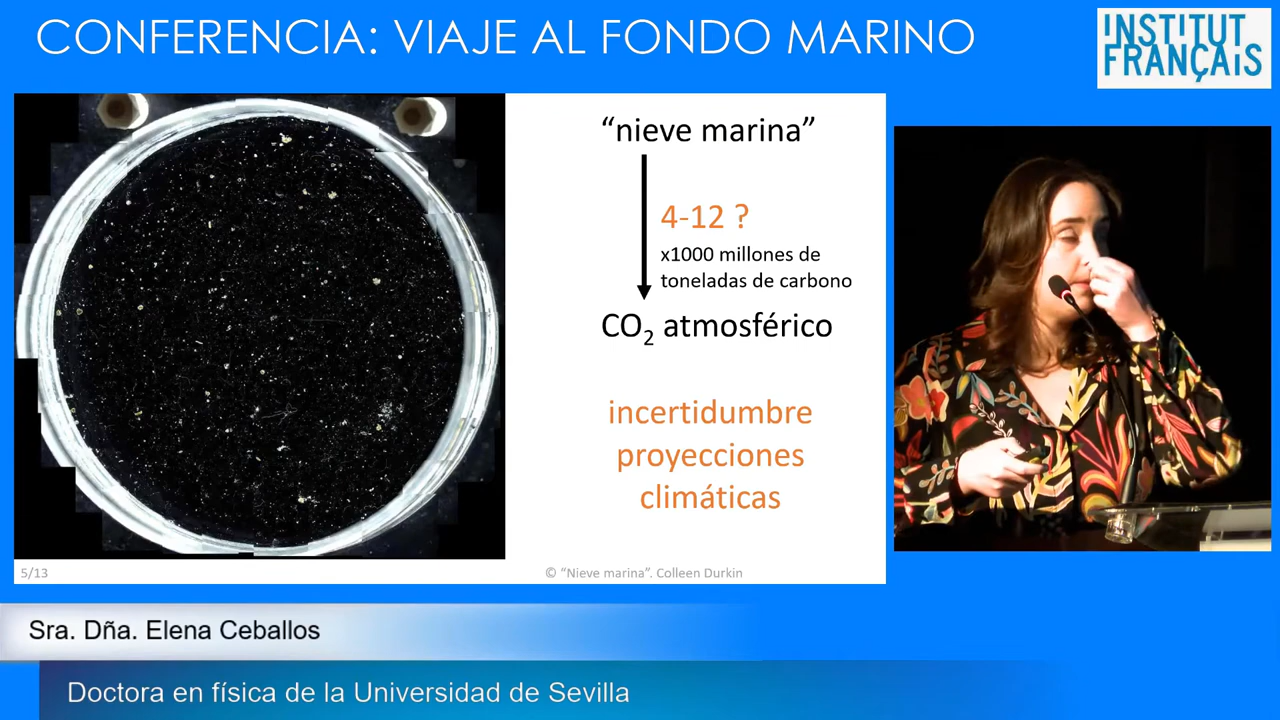 CONFERENCIA: VIAJE AL FONDO MARINO
INSTITUT
FRANÇAIS
“nieve marina”
4-12 ?
x1000 millones de
toneladas de carbono
CO₂ atmosférico
incertidumbre
proyecciones
climáticas
5/13
© “Nieve marina”. Colleen Durkin
Sra. Dña. Elena Ceballos
Doctora en física de la Universidad de Sevilla